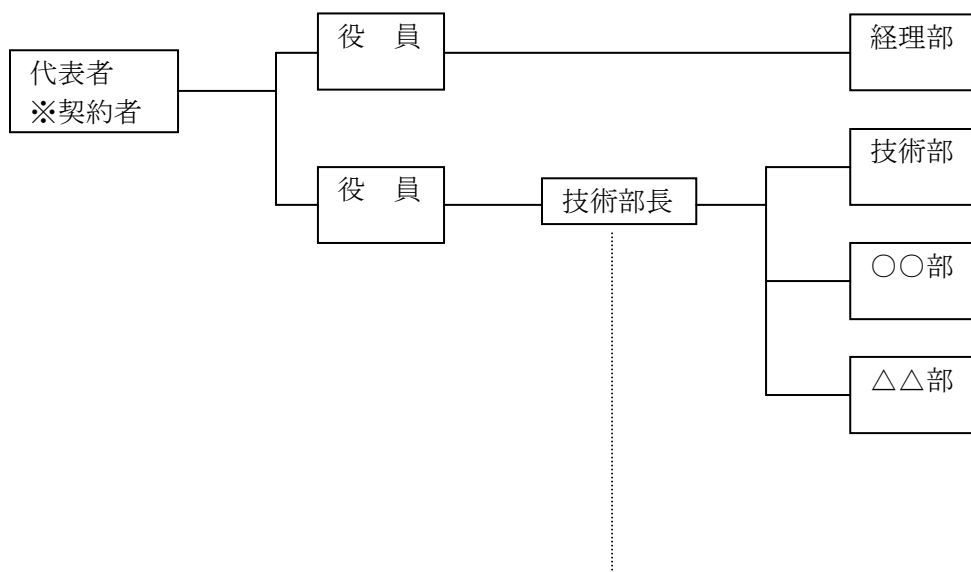 役　員
経理部
代表者
※契約者
技術部
役　員
技術部長
○○部
△△部